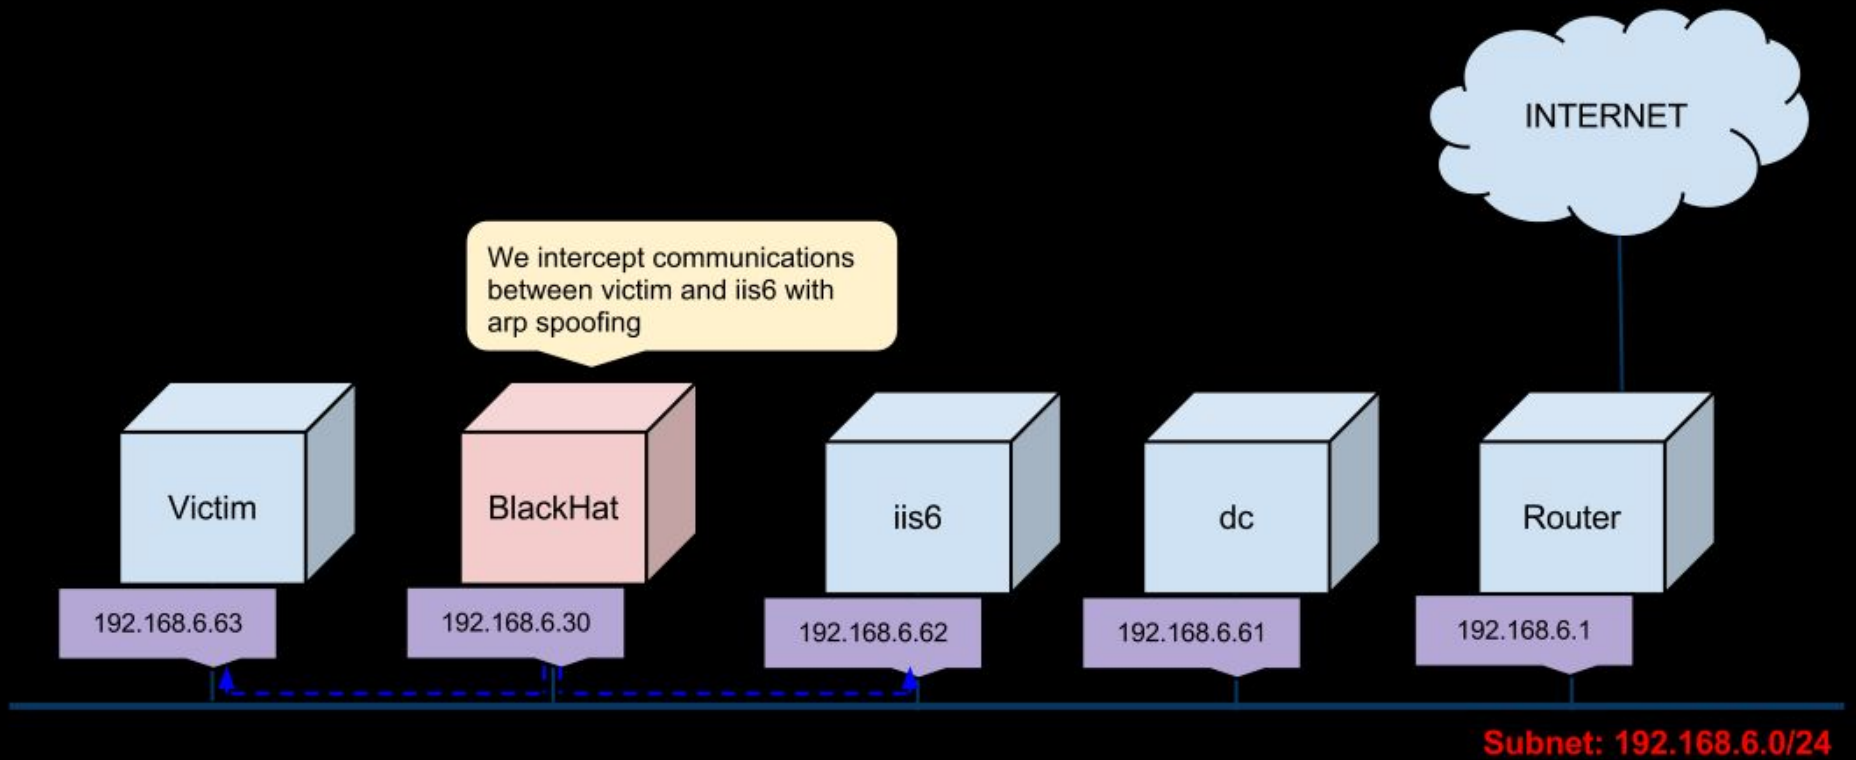 INTERNET
We intercept communications
between victim and iis6 with
arp spoofing
Victim
BlackHat
iis6
dc
Router
192.168.6.63
192.168.6.30
192.168.6.62
192.168.6.61
192.168.6.1
Subnet: 192.168.6.0/24